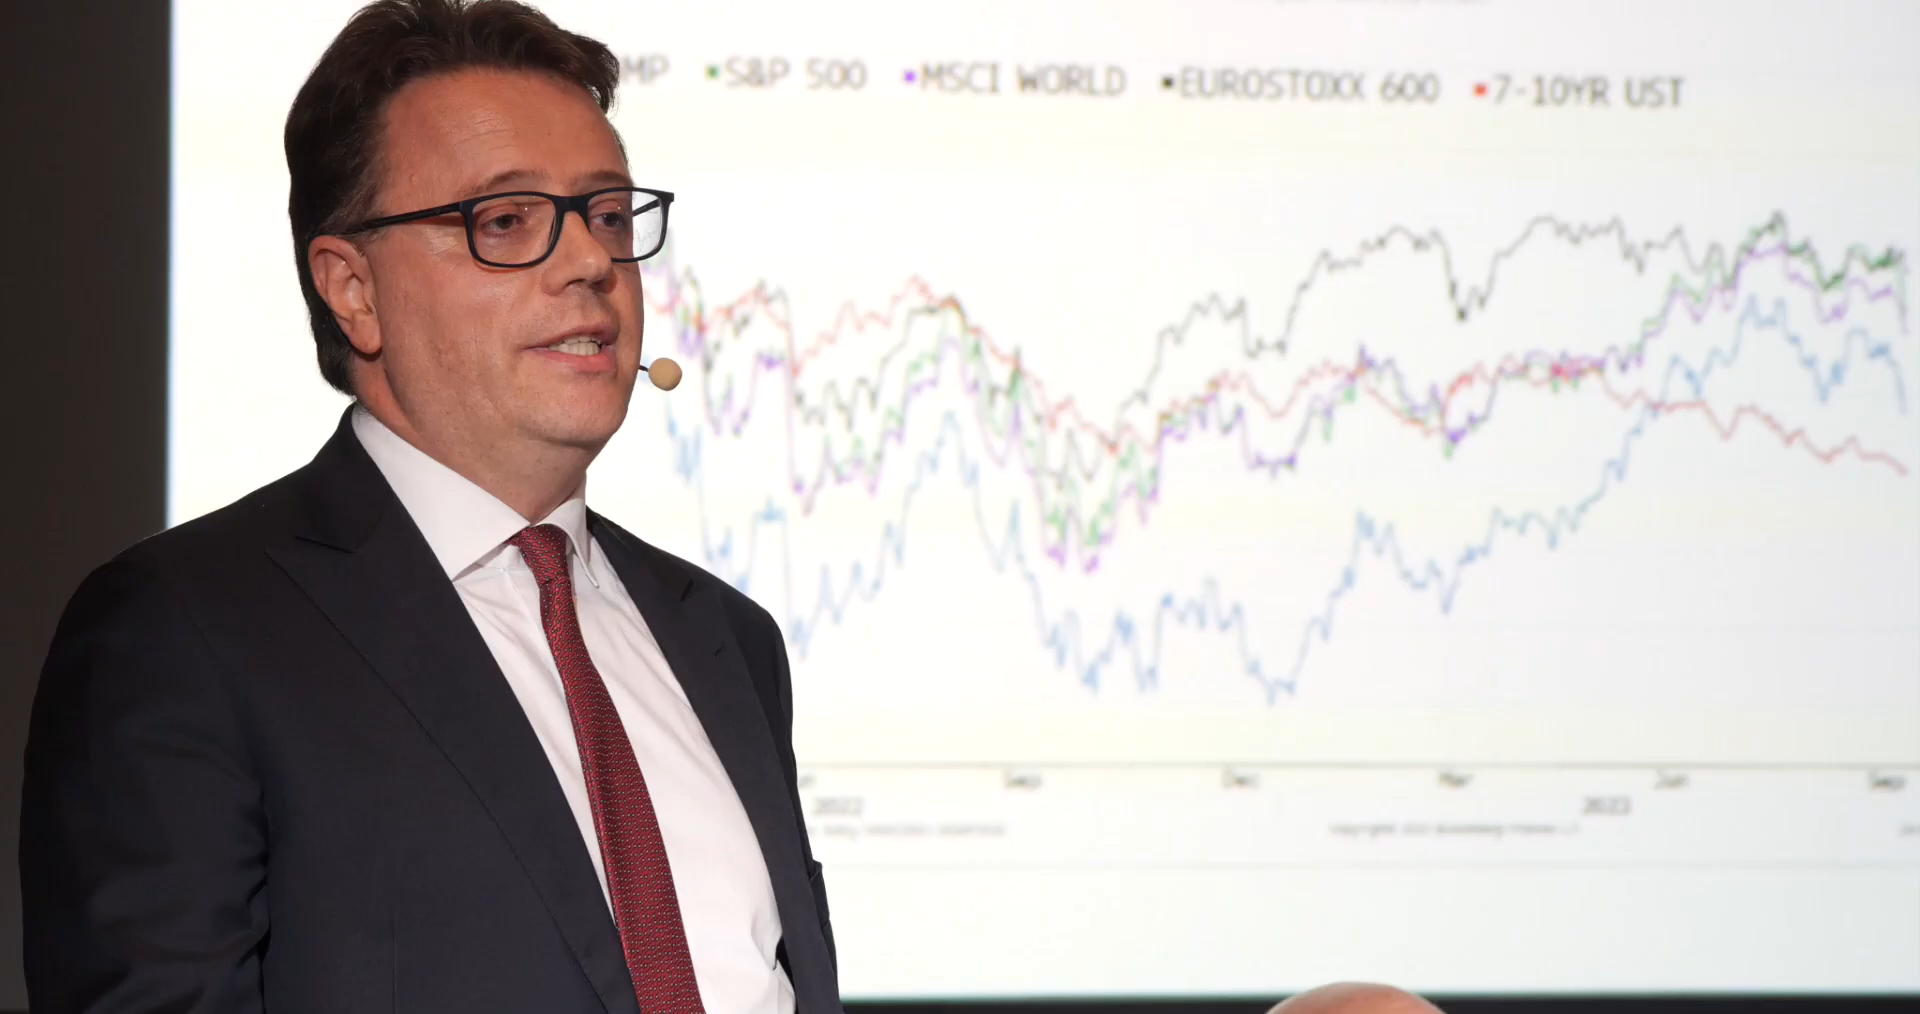 MP S&P 500 MSCI WORLD EUROSTOXX 600 7-10YR UST
Sep Dec Mar Jun Sep
2022 2023